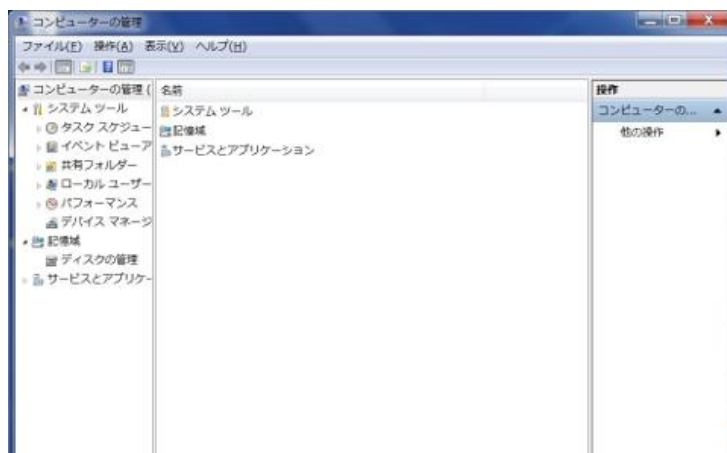 コンピューターの管理
ファイル(F) 操作(A) 表示(V) ヘルプ(H)
コンピューターの管理 (
システム ツール
タスク スケジュー
イベント ビューア
共有フォルダー
ローカル ユーザー
パフォーマンス
デバイス マネージ
記憶域
ディスクの管理
サービスとアプリケー
名前
システム ツール
記憶域
サービスとアプリケーション
操作
コンピューターの...
他の操作